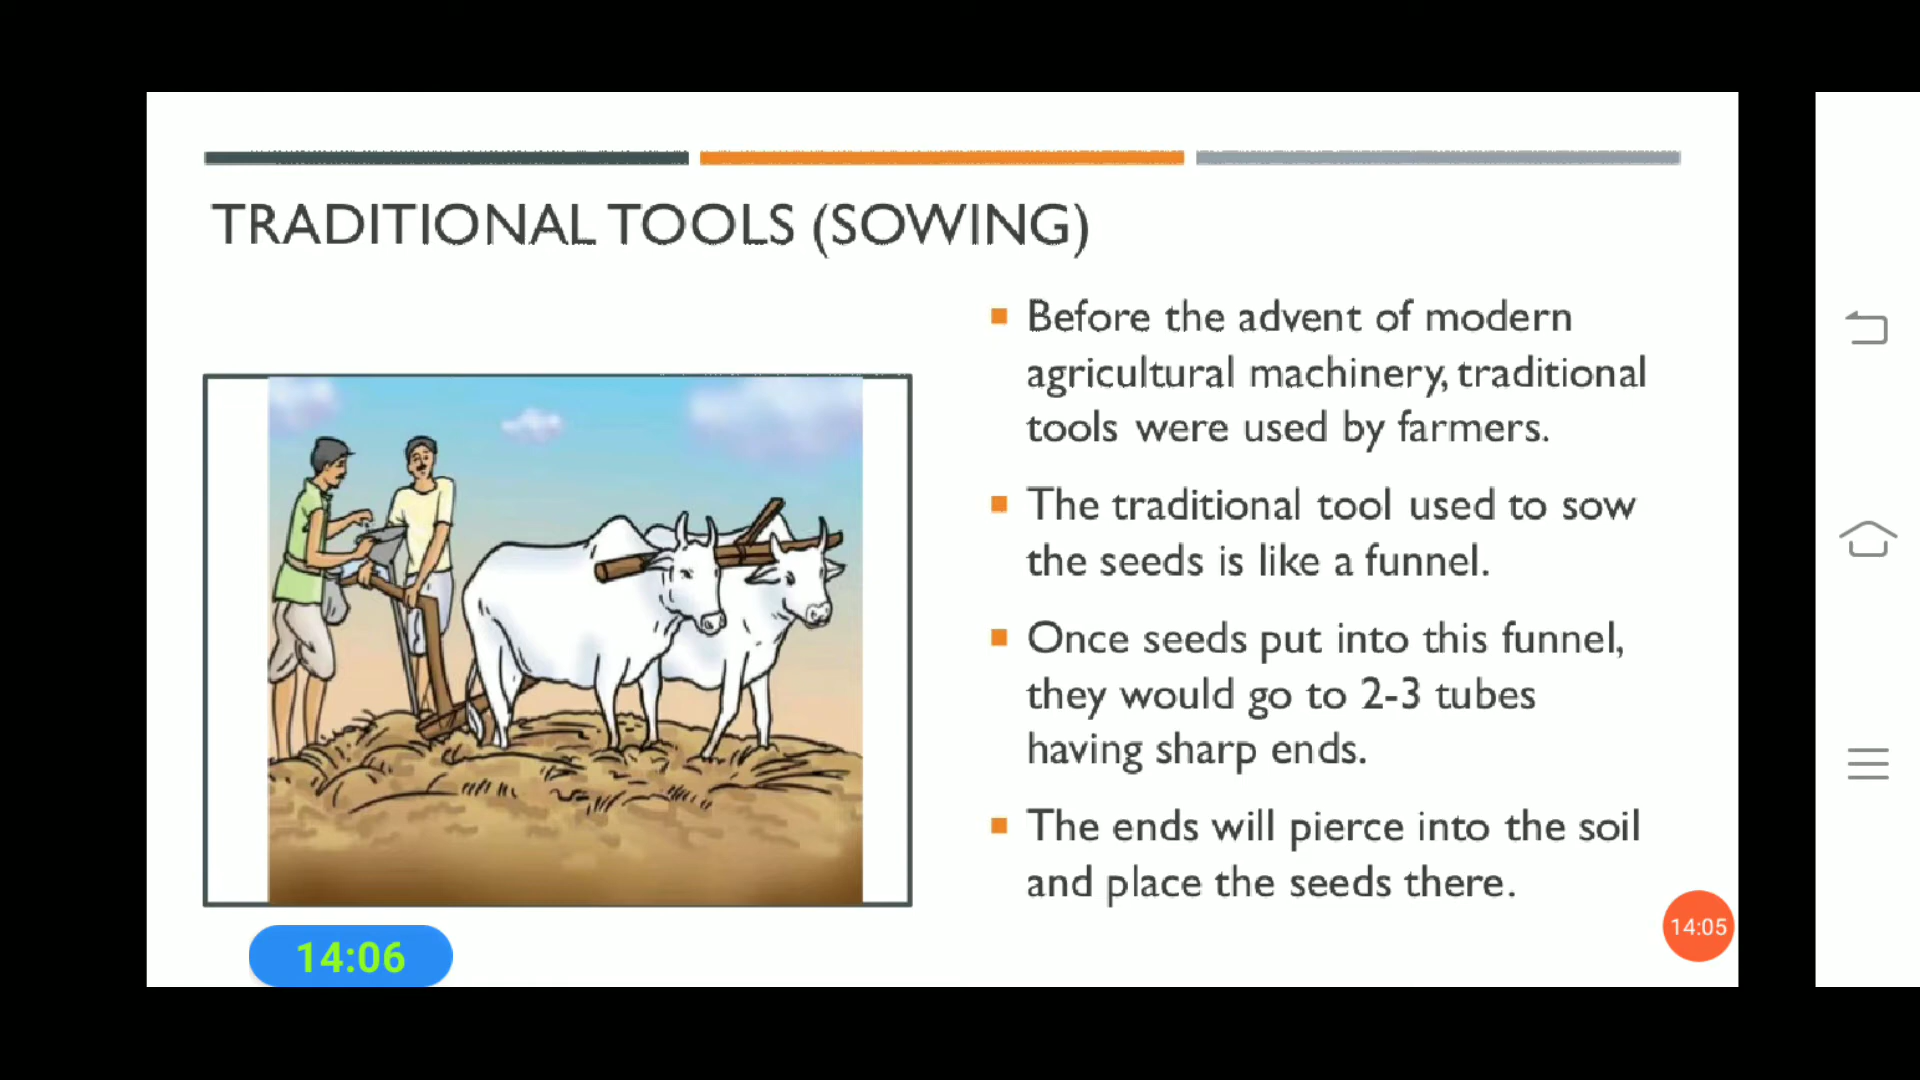 TRADITIONAL TOOLS (SOWING)
Before the advent of modern
agricultural machinery, traditional
tools were used by farmers.
The traditional tool used to sow
the seeds is like a funnel.
Once seeds put into this funnel,
they would go to 2-3 tubes
having sharp ends.
The ends will pierce into the soil
and place the seeds there.
14:05
14:06